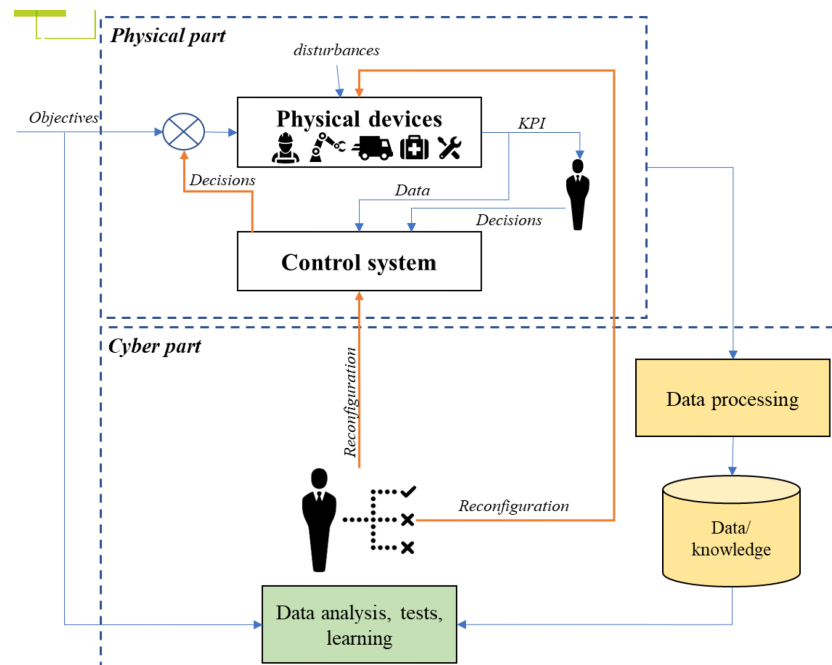 Physical part
disturbances
Objectives
Physical devices
KPI
Decisions
Data
Decisions
Control system
Cyber part
Reconfiguration
Data processing
Reconfiguration
Data/
knowledge
Data analysis, tests,
learning